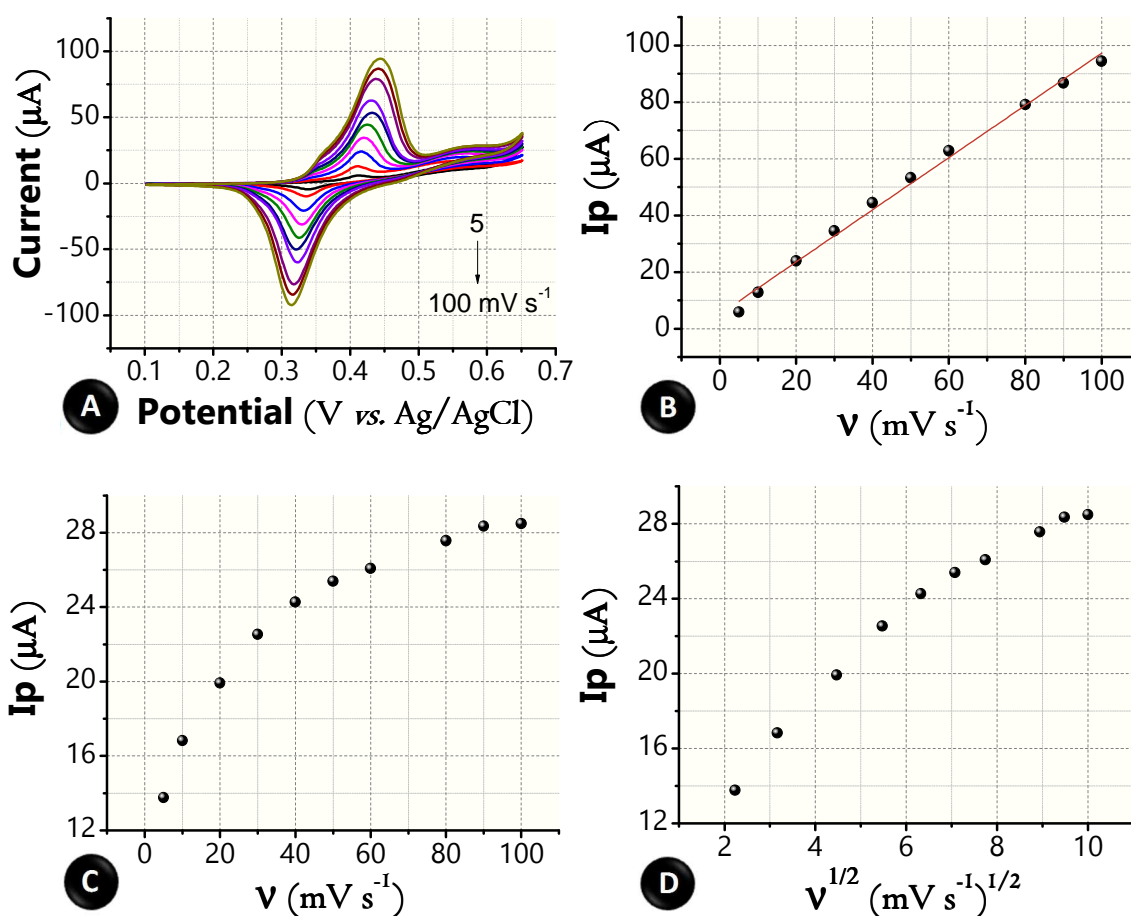 100
50
0
-50
-100
Current (μA)
5
100 mV s⁻¹
0.1 0.2 0.3 0.4 0.5 0.6 0.7
A Potential (V vs. Ag/AgCl)
100
80
60
40
20
0
Ip (μA)
0 20 40 60 80 100
B ν (mV s⁻¹)
28
24
20
16
12
Ip (μA)
0 20 40 60 80 100
C ν (mV s⁻¹)
28
24
20
16
12
Ip (μA)
2 4 6 8 10
D ν¹/² (mV s⁻¹)¹/²